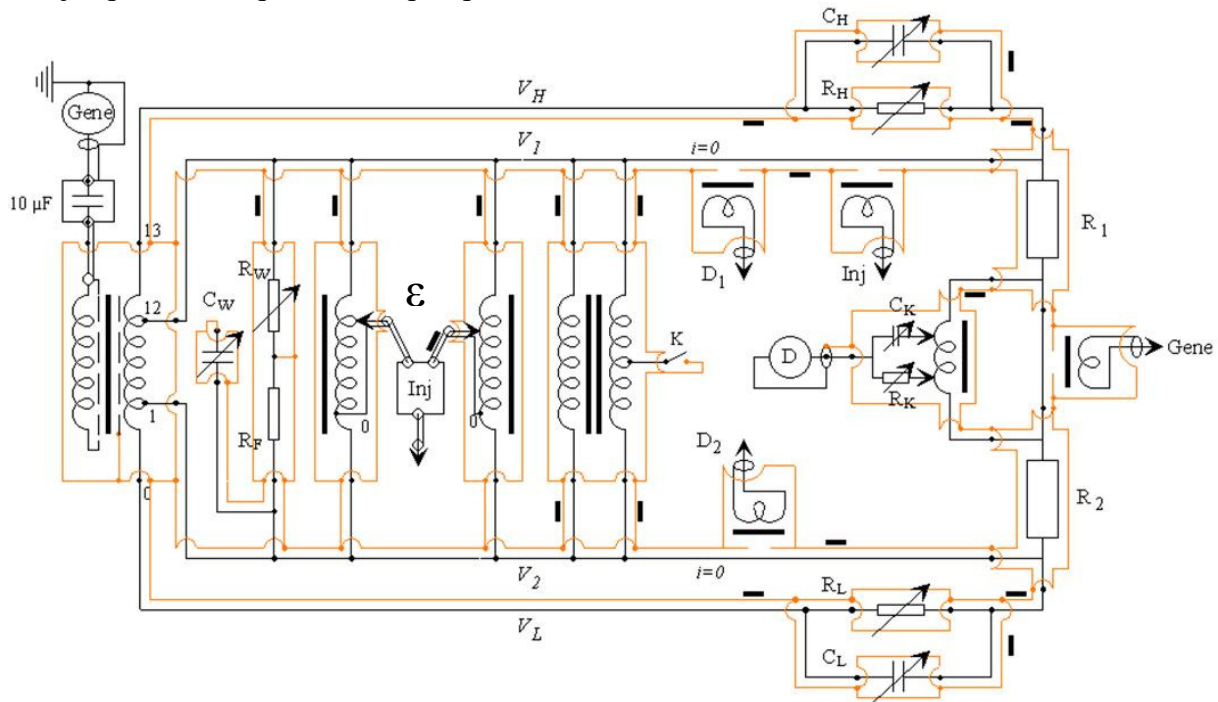 C_H
R_H
V_H
Gene
V_1
i=0
10 µF
13
D_1
Inj
R_1
R_W
C_W
12
ε
K
C_K
D
Gene
Inj
R_K
1
0
0
R_F
D_2
0
R_2
V_2
i=0
R_L
V_L
C_L